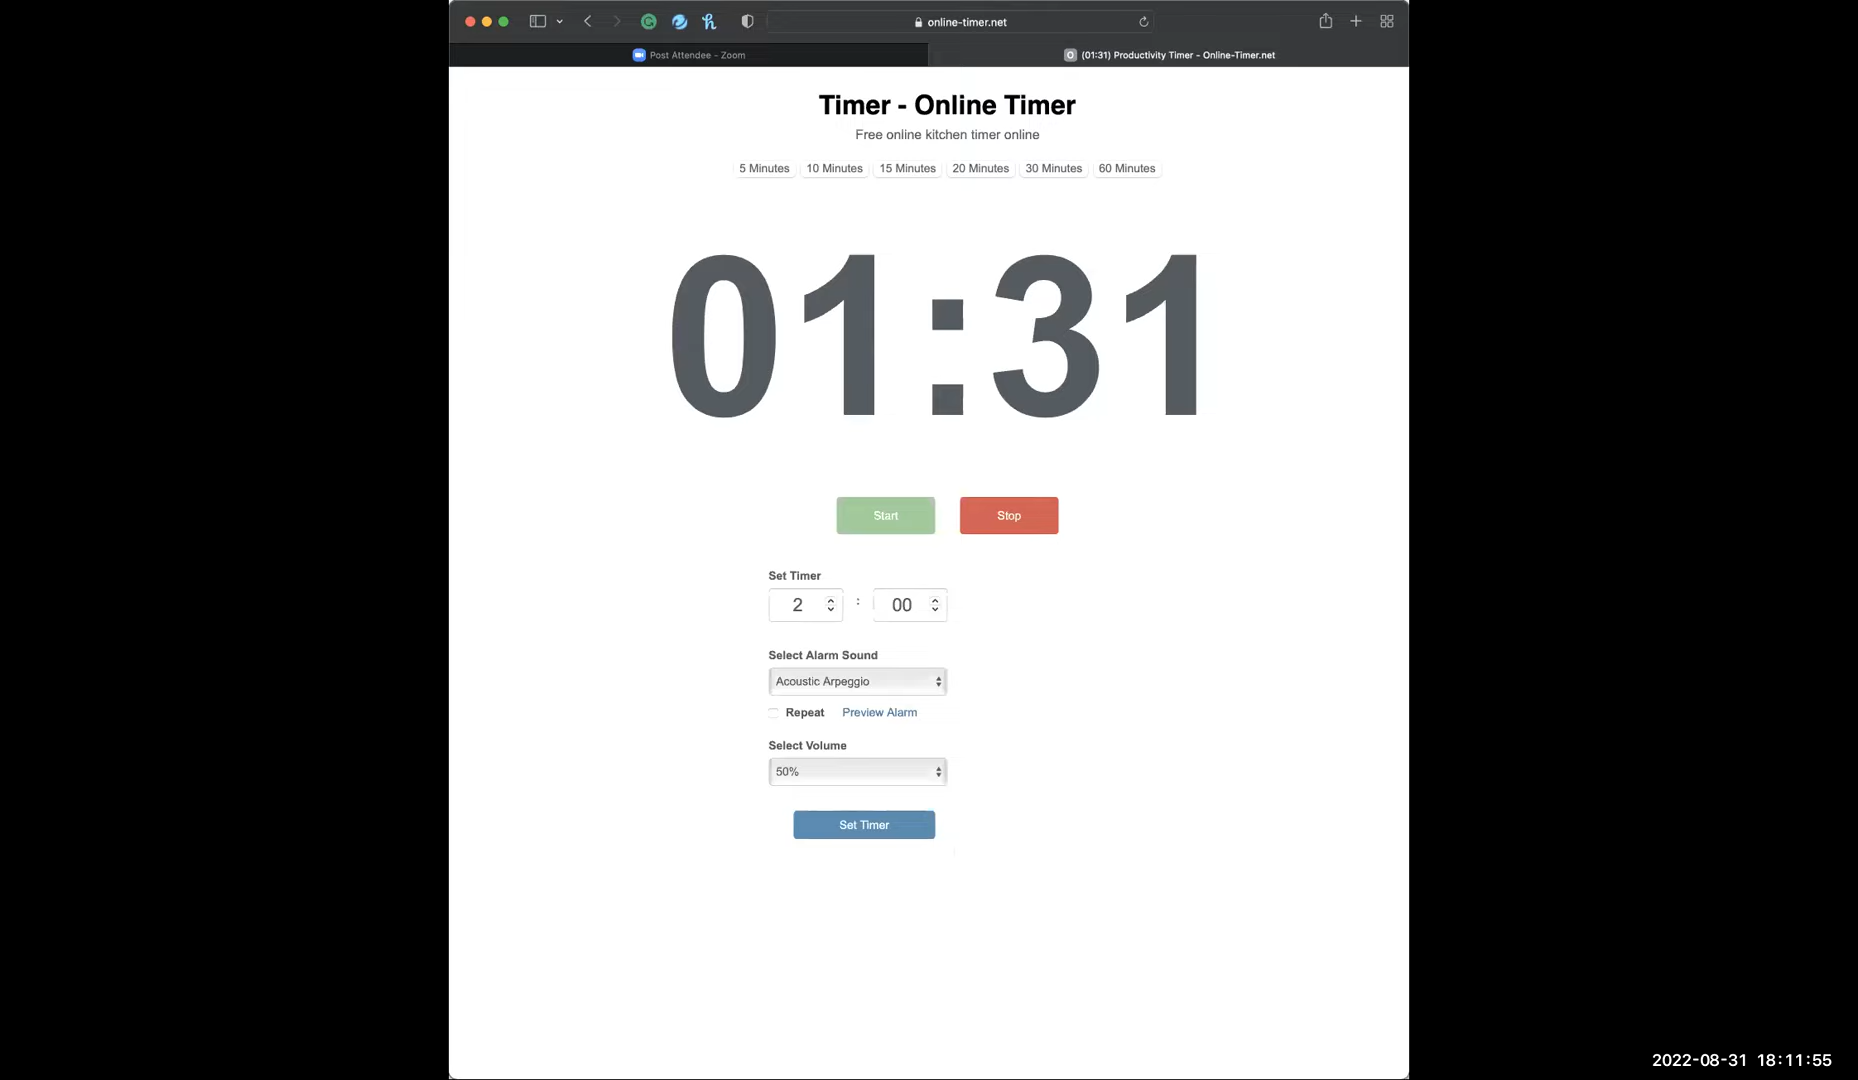 online-timer.net
Post Attendee - Zoom
(01:31) Productivity Timer - Online-Timer.net
Timer - Online Timer
Free online kitchen timer online
5 Minutes 10 Minutes 15 Minutes 20 Minutes 30 Minutes 60 Minutes
01:31
Start Stop
Set Timer
2 : 00
Select Alarm Sound
Acoustic Arpeggio
Repeat Preview Alarm
Select Volume
50%
Set Timer
2022-08-31 18:11:55